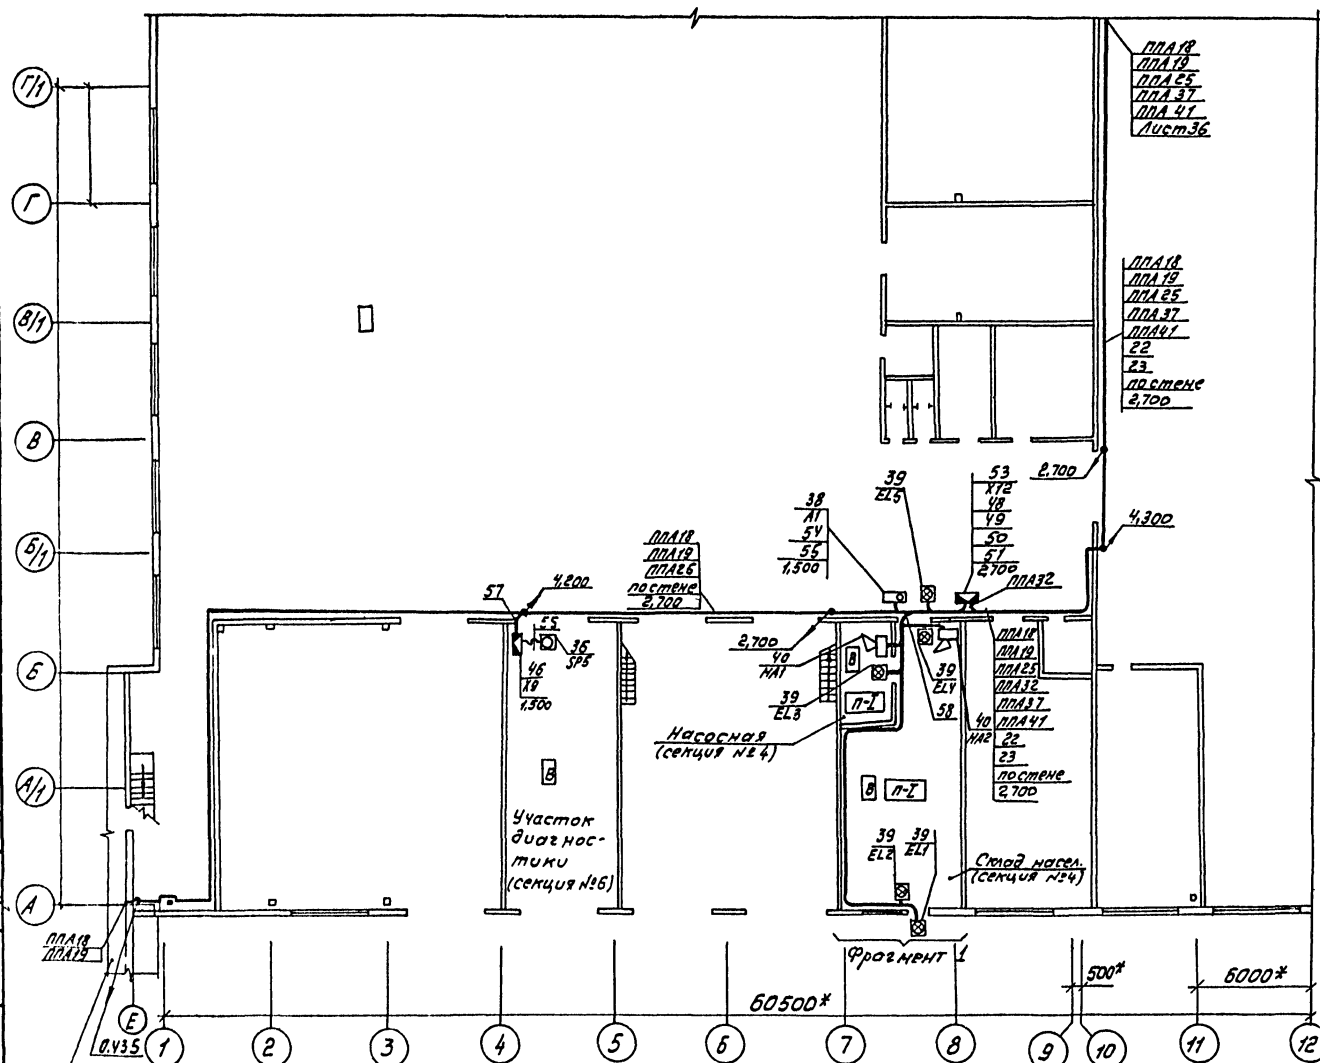 ППА18
ППА19
ППА25
ППА37
ППА41
Лист36
Г/1
Г
В/1
В
Б/1
Б
А/1
А
ППА18
ППА19
ППА25
ППА37
ППА41
22
23
по стене
2,700
2,700
4,300
39
EL5
53
X12
48
49
50
51
2,700
ППА32
38
A1
54
55
1,500
ППА18
ППА19
ППА26
по стене
2,700
57
4,200
55
36
SP5
46
X9
1,500
2,700
40
HA1
39
EL3
В
п-I
39
EL4
58
40
HA2
ППА18
ППА19
ППА25
ППА32
ППА37
ППА41
22
23
по стене
2,700
Насосная
(секция №4)
В
Участок
диагнос-
тики
(секция №6)
В
п-I
39
EL2
39
EL1
Склад насел.
(секция №4)
ППА18
ППА19
Фрагмент 1
500*
6000*
60500*
Е
0.435
1
2
3
4
5
6
7
8
9
10
11
12